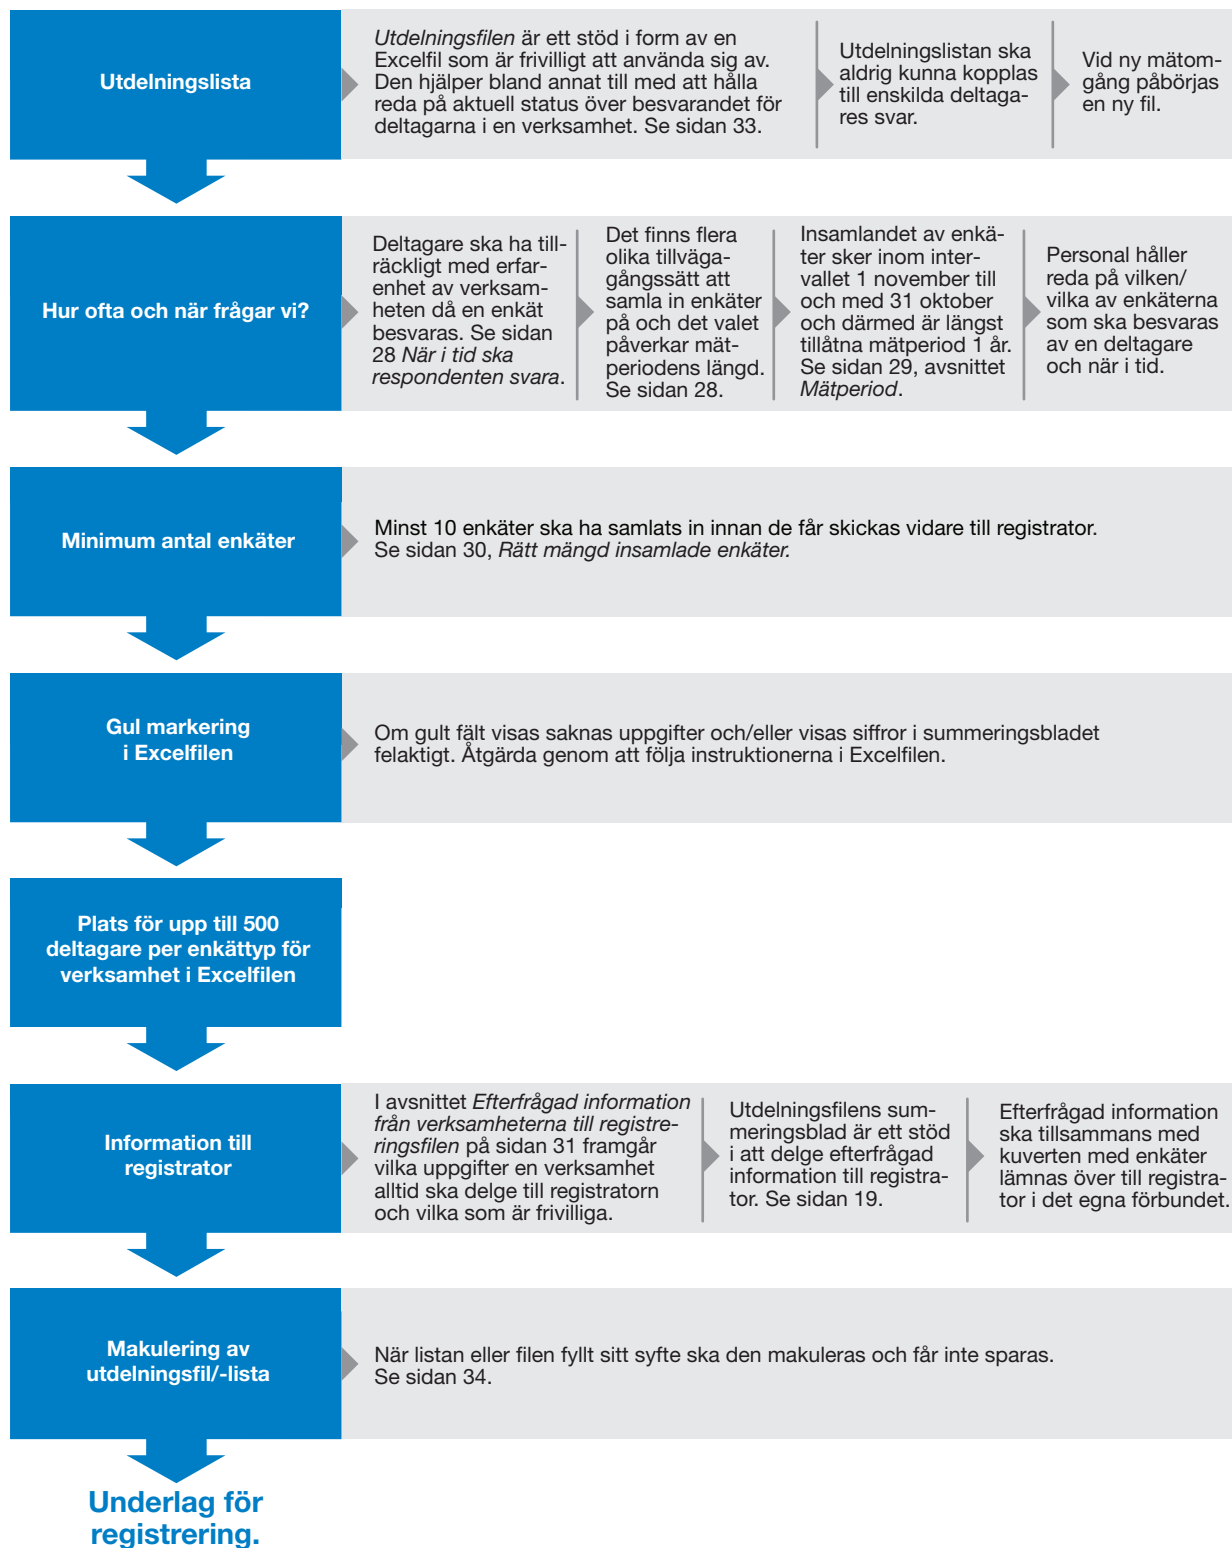 Utdelningslista
Utdelningsfilen är ett stöd i form av en
Excelfil som är frivilligt att använda sig av.
Den hjälper bland annat till med att hålla
reda på aktuell status över besvarandet för
deltagarna i en verksamhet. Se sidan 33.
Utdelningslistan ska
aldrig kunna kopplas
till enskilda deltaga-
res svar.
Vid ny mätom-
gång påbörjas
en ny fil.
Hur ofta och när frågar vi?
Deltagare ska ha till-
räckligt med erfar-
enhet av verksam-
heten då en enkät
besvaras. Se sidan
28 När i tid ska
respondenten svara.
Det finns flera
olika tillväga-
gångssätt att
samla in enkäter
på och det valet
påverkar mät-
periodens längd.
Se sidan 28.
Insamlandet av enkä-
ter sker inom inter-
vallet 1 november till
och med 31 oktober
och därmed är längst
tillåtna mätperiod 1 år.
Se sidan 29, avsnittet
Mätperiod.
Personal håller
reda på vilken/
vilka av enkäterna
som ska besvaras
av en deltagare
och när i tid.
Minimum antal enkäter
Minst 10 enkäter ska ha samlats in innan de får skickas vidare till registrator.
Se sidan 30, Rätt mängd insamlade enkäter.
Gul markering
i Excelfilen
Om gult fält visas saknas uppgifter och/eller visas siffror i summeringsbladet
felaktigt. Åtgärda genom att följa instruktionerna i Excelfilen.
Plats för upp till 500
deltagare per enkättyp för
verksamhet i Excelfilen
Information till
registrator
I avsnittet Efterfrågad information
från verksamheterna till registre-
ringsfilen på sidan 31 framgår
vilka uppgifter en verksamhet
alltid ska delge till registratorn
och vilka som är frivilliga.
Utdelningsfilens sum-
meringsblad är ett stöd
i att delge efterfrågad
information till registra-
tor. Se sidan 19.
Efterfrågad information
ska tillsammans med
kuverten med enkäter
lämnas över till registra-
tor i det egna förbundet.
Makulering av
utdelningsfil/-lista
När listan eller filen fyllt sitt syfte ska den makuleras och får inte sparas.
Se sidan 34.
Underlag för
registrering.